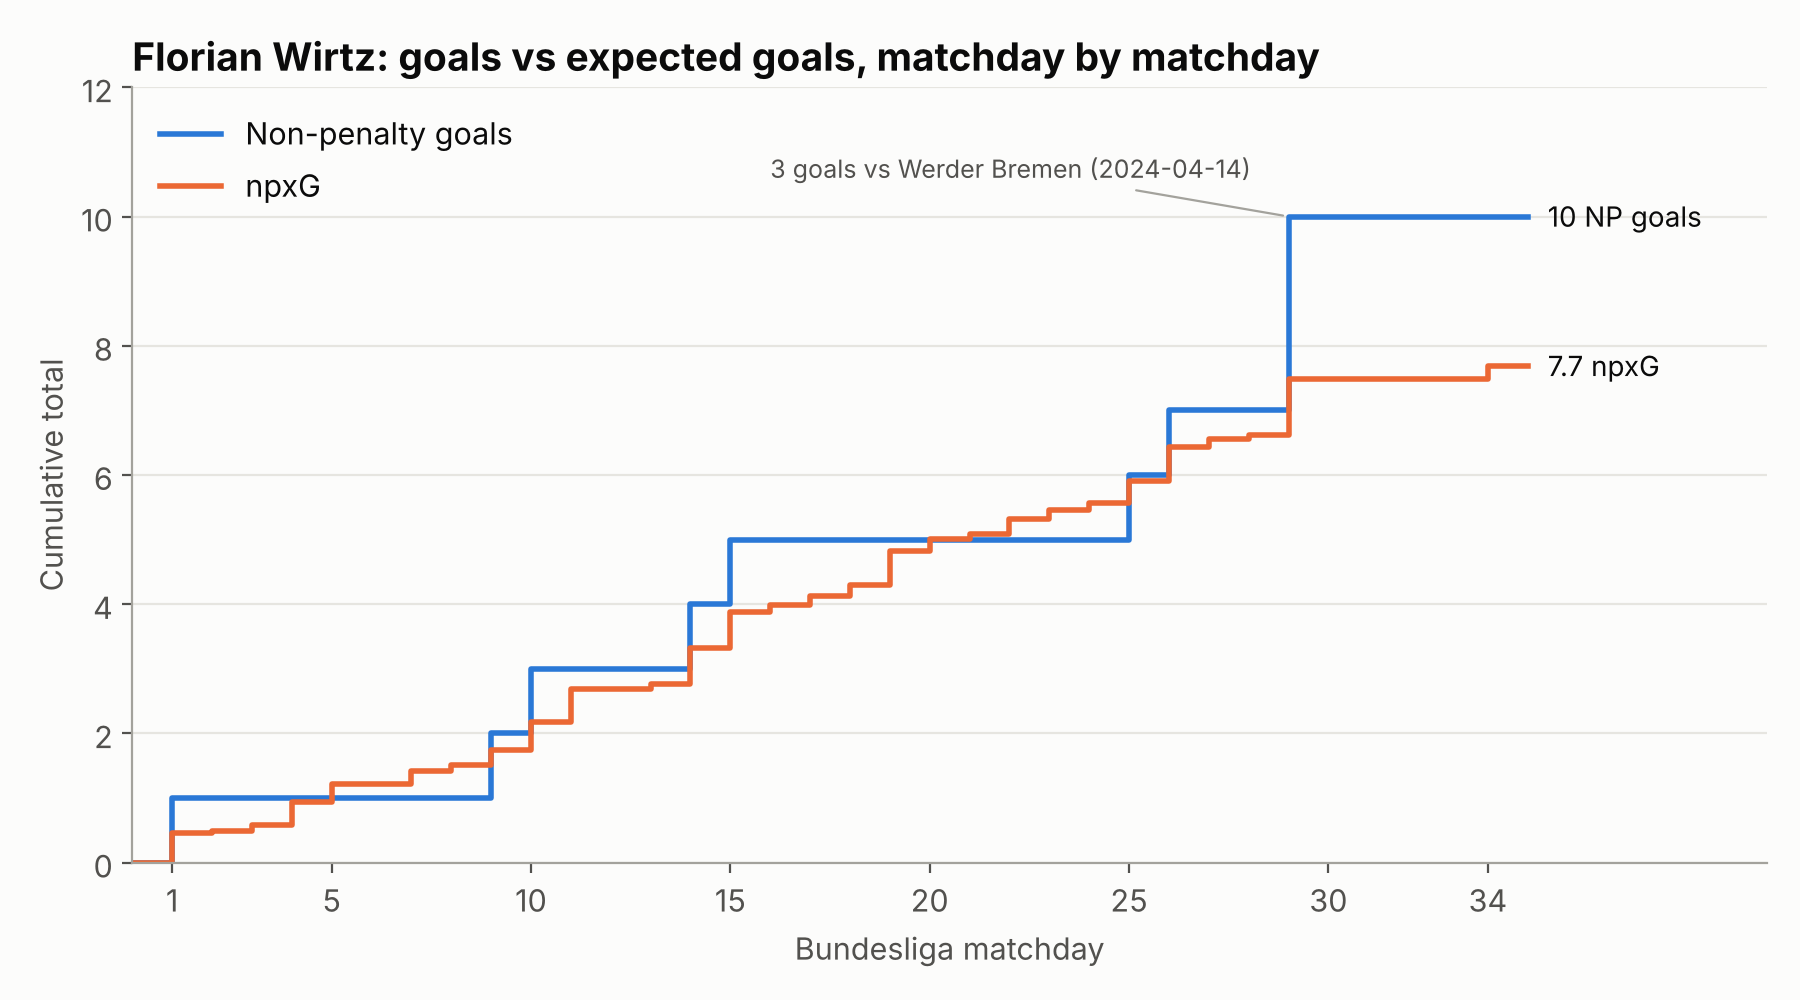 Florian Wirtz: goals vs expected goals, matchday by matchday
12
Non-penalty goals
npxG
3 goals vs Werder Bremen (2024-04-14)
10
10 NP goals
8
7.7 npxG
6
4
2
0
Cumulative total
1 5 10 15 20 25 30 34
Bundesliga matchday